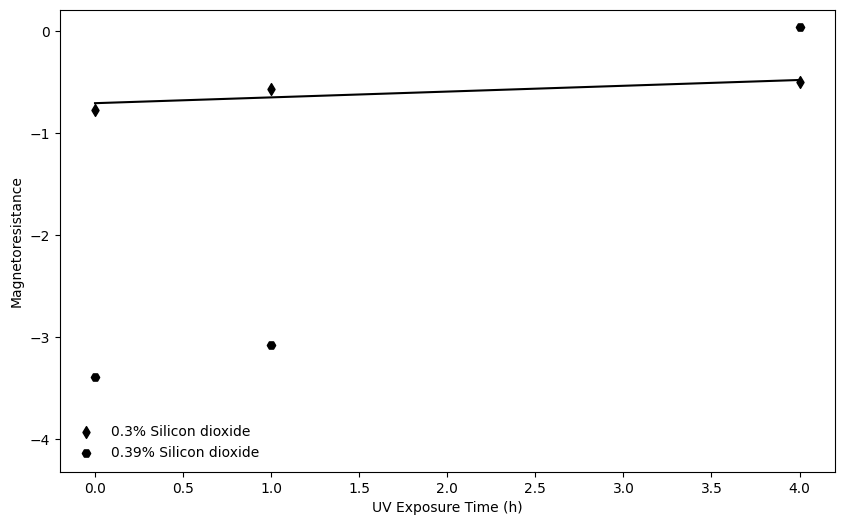 0
−1
−2
−3
−4
Magnetoresistance
0.3% Silicon dioxide
0.39% Silicon dioxide
0.0 0.5 1.0 1.5 2.0 2.5 3.0 3.5 4.0
UV Exposure Time (h)